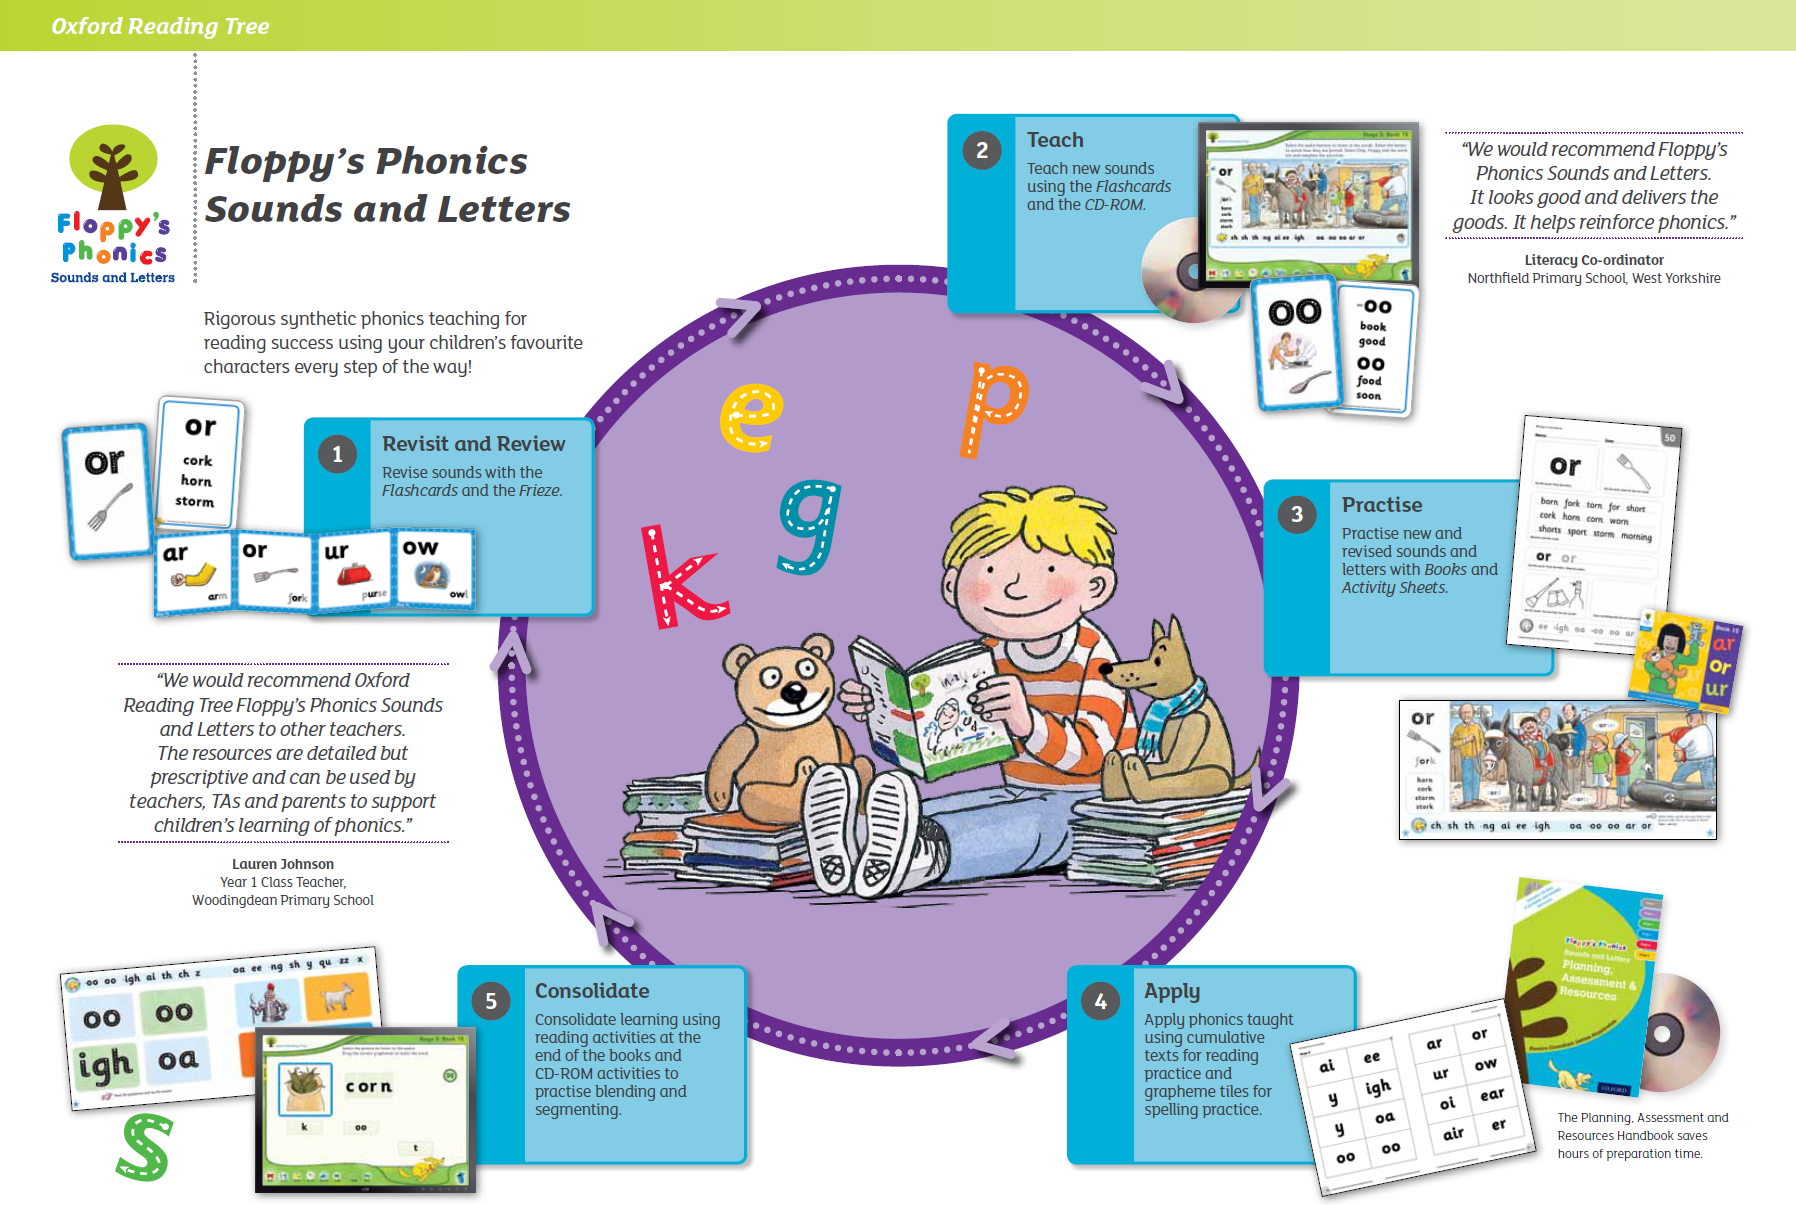 Oxford Reading Tree
Floppy's
Phonics
Sounds and Letters
Floppy's Phonics
Sounds and Letters
Rigorous synthetic phonics teaching for
reading success using your children's favourite
characters every step of the way!
or
or
cork
horn
storm
ar
arm
or
fork
ur
purse
ow
owl
1
Revisit and Review
Revise sounds with the
Flashcards and the Frieze.
2
Teach
Teach new sounds
using the Flashcards
and the CD-ROM.
or
fork
horn
cork
storm
stork
ch sh th ng ai ee igh oa oo oo ar or
oo
-oo
book
good
oo
food
soon
"We would recommend Floppy's
Phonics Sounds and Letters.
It looks good and delivers the
goods. It helps reinforce phonics."
Literacy Co-ordinator
Northfield Primary School, West Yorkshire
e
p
g
k
3
Practise
Practise new and
revised sounds and
letters with Books and
Activity Sheets.
50
or
born fork torn for short
cork horn corn worn
shorts sport storm morning
or or
ee -igh oa -oo oo ar
Book 15
ar
or
ur
or
fork
horn
cork
storm
stork
ch sh th -ng ai ee -igh oa -oo oo ar or
"We would recommend Oxford
Reading Tree Floppy's Phonics Sounds
and Letters to other teachers.
The resources are detailed but
prescriptive and can be used by
teachers, TAs and parents to support
children's learning of phonics."
Lauren Johnson
Year 1 Class Teacher,
Woodingdean Primary School
-oo oo -igh ai th ch z oa ee -ng sh y qu -zz -x
oo
oo
igh
oa
Stage 3: Book 15
corn
k
oo
t
s
5
Consolidate
Consolidate learning using
reading activities at the
end of the books and
CD-ROM activities to
practise blending and
segmenting.
4
Apply
Apply phonics taught
using cumulative
texts for reading
practice and
grapheme tiles for
spelling practice.
ai ee
y igh
y oa
oo oo
ar or
ur ow
oi ear
air er
Floppy's Phonics
Sounds and Letters
Planning,
Assessment &
Resources
OXFORD
The Planning, Assessment and
Resources Handbook saves
hours of preparation time.